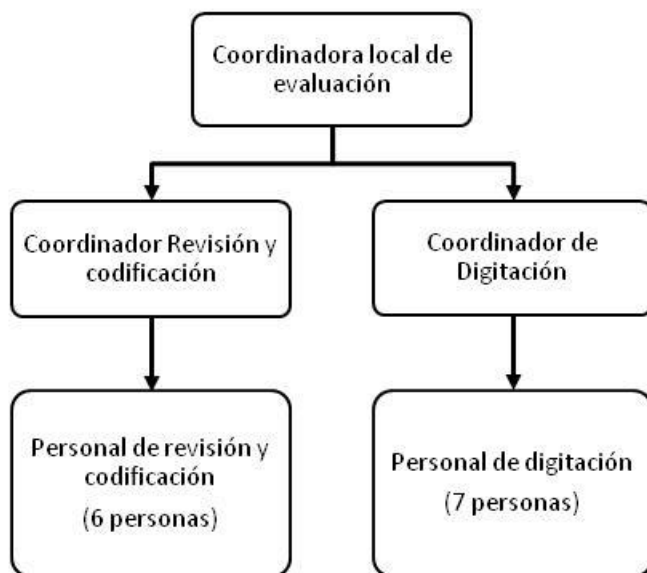 Coordinadora local de
evaluación
Coordinador Revisión y
codificación
Coordinador de
Digitación
Personal de revisión y
codificación
(6 personas)
Personal de digitación
(7 personas)